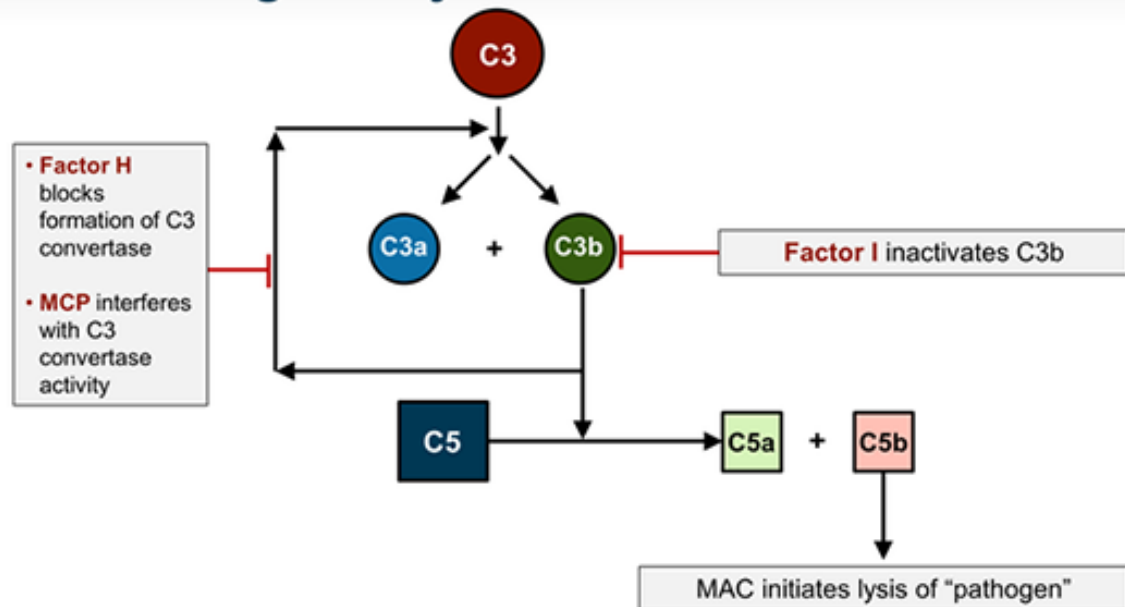 C3
• Factor H
blocks
formation of C3
convertase
• MCP interferes
with C3
convertase
activity
C3a
+
C3b
Factor I inactivates C3b
C5
C5a
+
C5b
MAC initiates lysis of “pathogen”